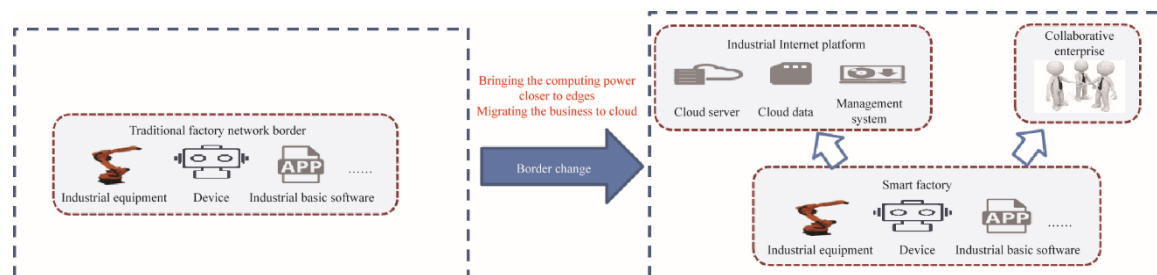 Traditional factory network border
APP
......
Industrial equipment Device Industrial basic software
Bringing the computing power
closer to edges
Migrating the business to cloud
Border change
Industrial Internet platform
Cloud server Cloud data Management
system
Collaborative
enterprise
Smart factory
APP
......
Industrial equipment Device Industrial basic software